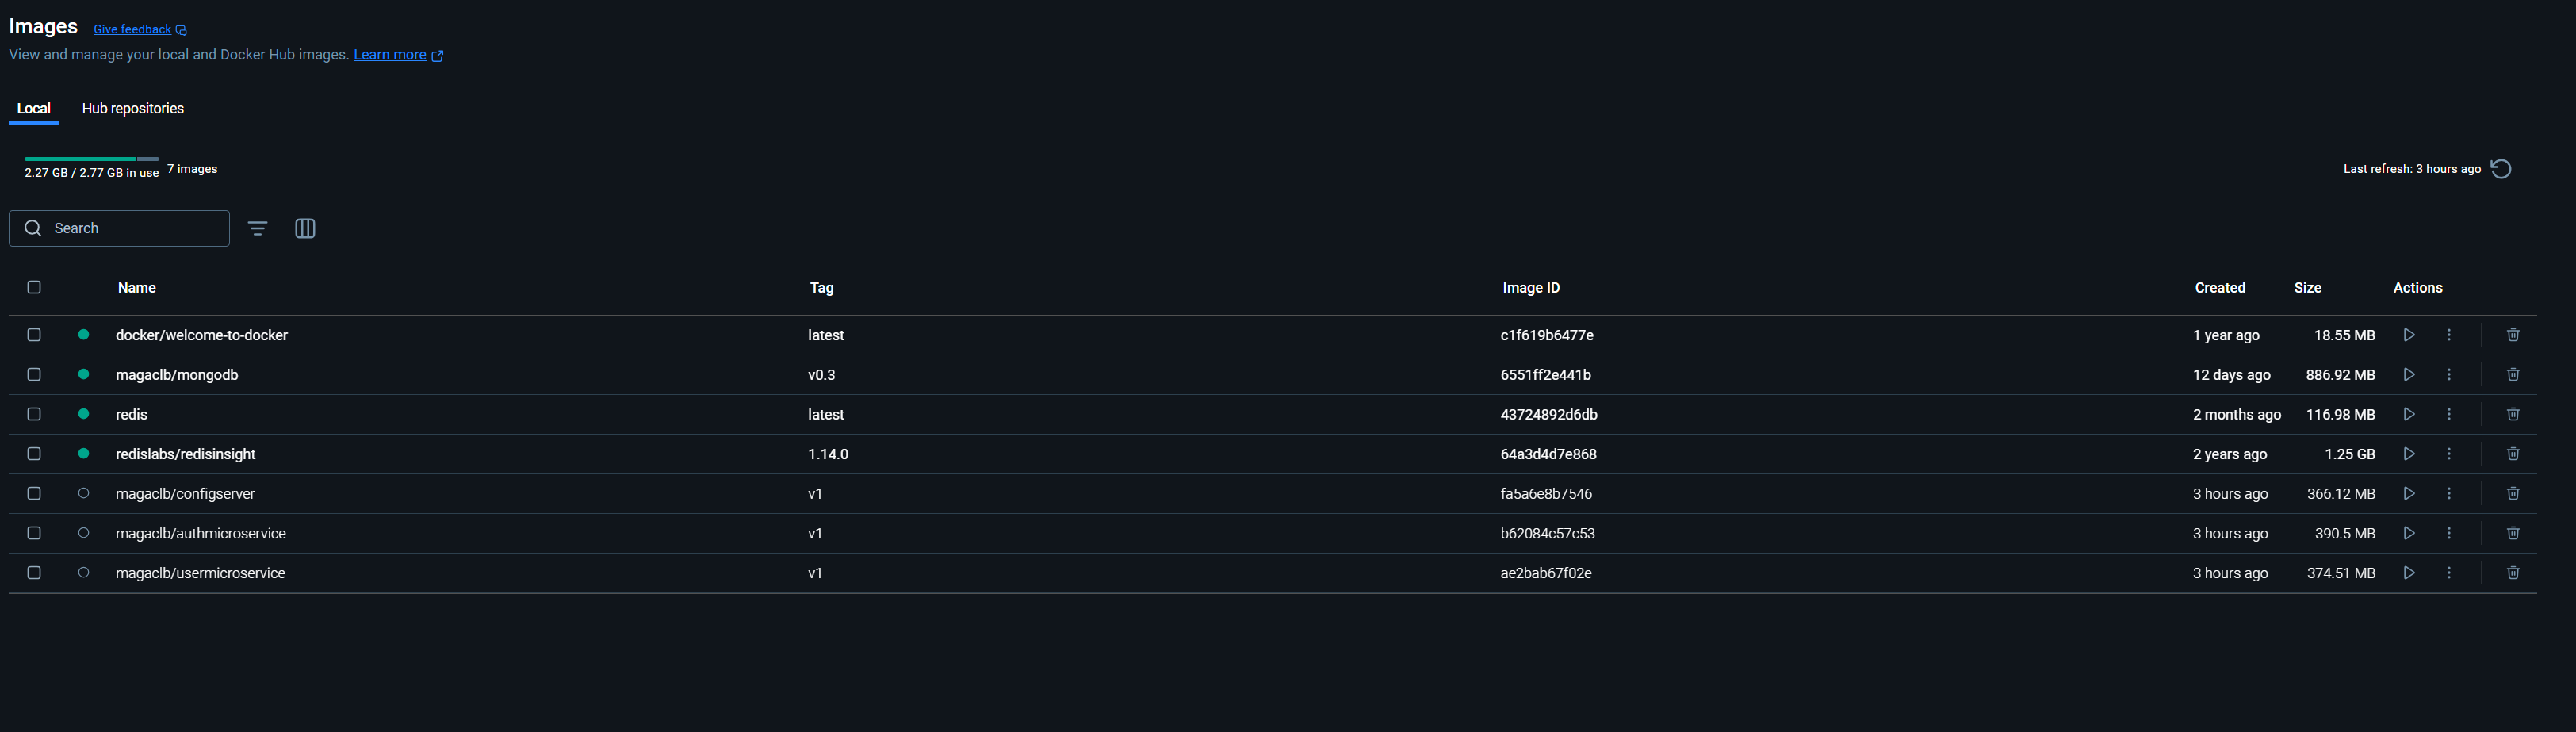 Images Give feedback
View and manage your local and Docker Hub images. Learn more
Local Hub repositories
2.27 GB / 2.77 GB in use 7 images Last refresh: 3 hours ago
Search
Name Tag Image ID Created Size Actions
docker/welcome-to-docker latest c1f619b6477e 1 year ago 18.55 MB
magaclb/mongodb v0.3 6551ff2e441b 12 days ago 886.92 MB
redis latest 43724892d6db 2 months ago 116.98 MB
redislabs/redisinsight 1.14.0 64a3d4d7e868 2 years ago 1.25 GB
magaclb/configserver v1 fa5a6e8b7546 3 hours ago 366.12 MB
magaclb/authmicroservice v1 b62084c57c53 3 hours ago 390.5 MB
magaclb/usermicroservice v1 ae2bab67f02e 3 hours ago 374.51 MB